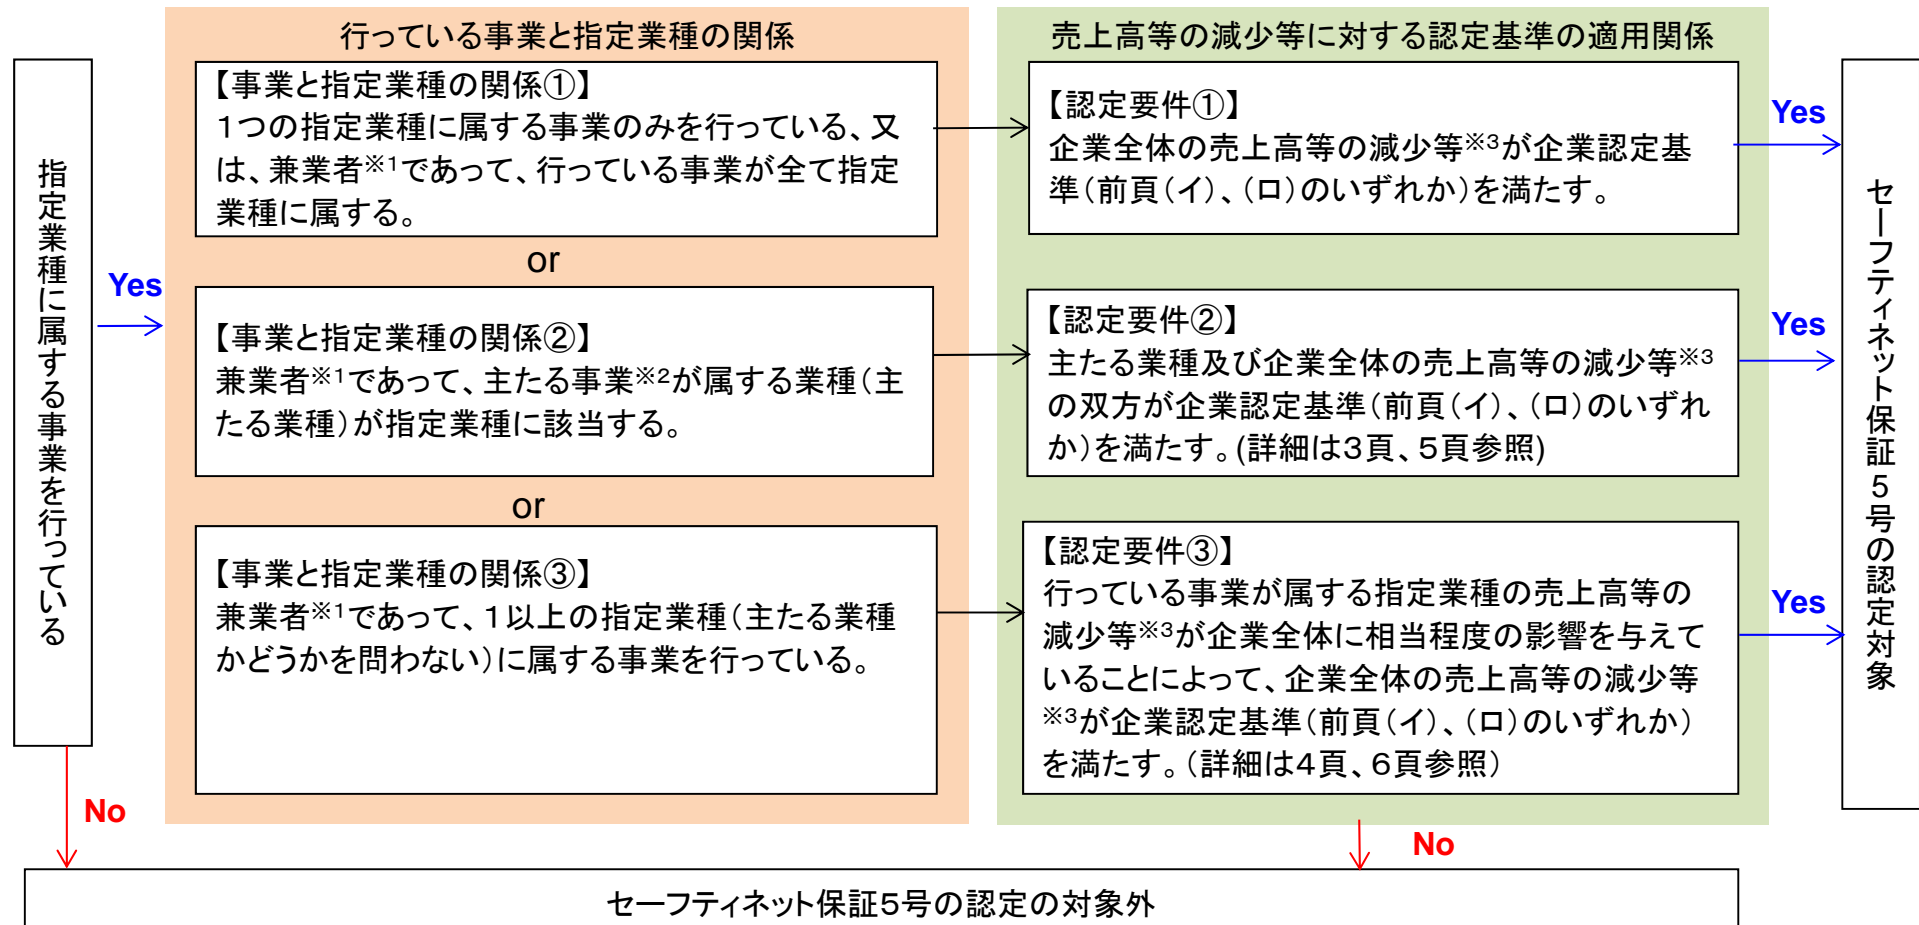 指定業種に属する事業を行っている
Yes
No
行っている事業と指定業種の関係
【事業と指定業種の関係①】
１つの指定業種に属する事業のみを行っている、又
は、兼業者※1であって、行っている事業が全て指定
業種に属する。
or
【事業と指定業種の関係②】
兼業者※1であって、主たる事業※2が属する業種（主
たる業種）が指定業種に該当する。
or
【事業と指定業種の関係③】
兼業者※1であって、１以上の指定業種（主たる業種
かどうかを問わない）に属する事業を行っている。
売上高等の減少等に対する認定基準の適用関係
【認定要件①】
企業全体の売上高等の減少等※3が企業認定基
準（前頁（イ）、（ロ）のいずれか）を満たす。
Yes
【認定要件②】
主たる業種及び企業全体の売上高等の減少等※3
の双方が企業認定基準（前頁（イ）、（ロ）のいずれ
か）を満たす。(詳細は３頁、５頁参照)
Yes
【認定要件③】
行っている事業が属する指定業種の売上高等の
減少等※3が企業全体に相当程度の影響を与えて
いることによって、企業全体の売上高等の減少等
※3が企業認定基準（前頁（イ）、（ロ）のいずれか）
を満たす。（詳細は４頁、６頁参照）
Yes
No
セーフティネット保証５号の認定対象
セーフティネット保証５号の認定の対象外